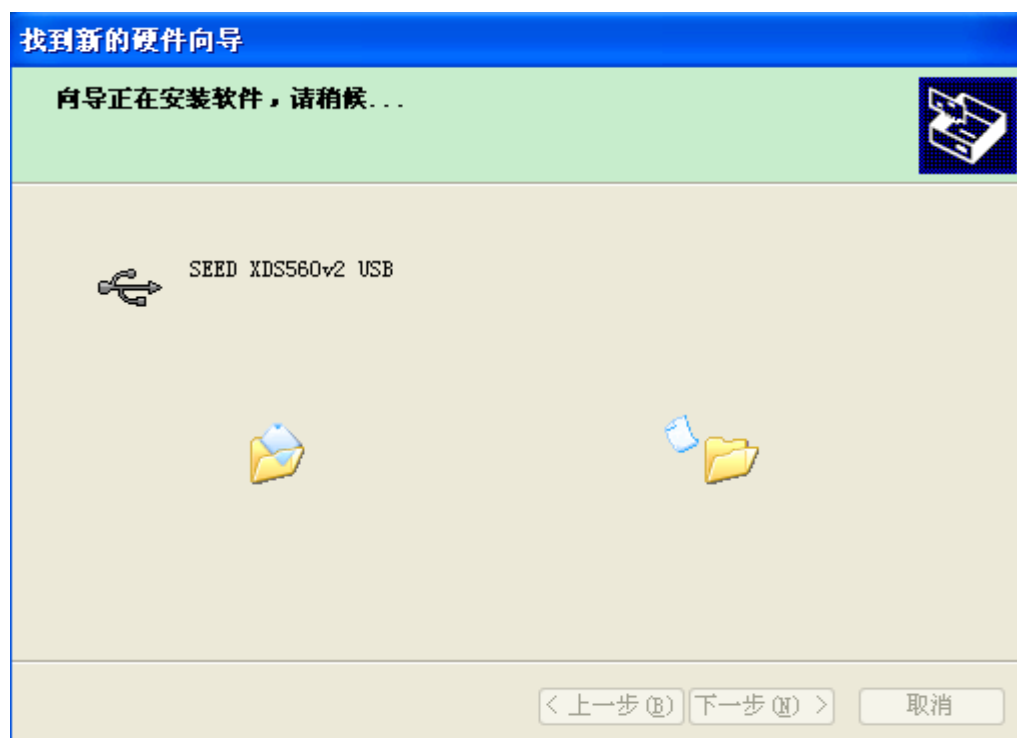 找到新的硬件向导
向导正在安装软件，请稍候...
SEED XDS560v2 USB
< 上一步(B) 下一步(N) > 取消